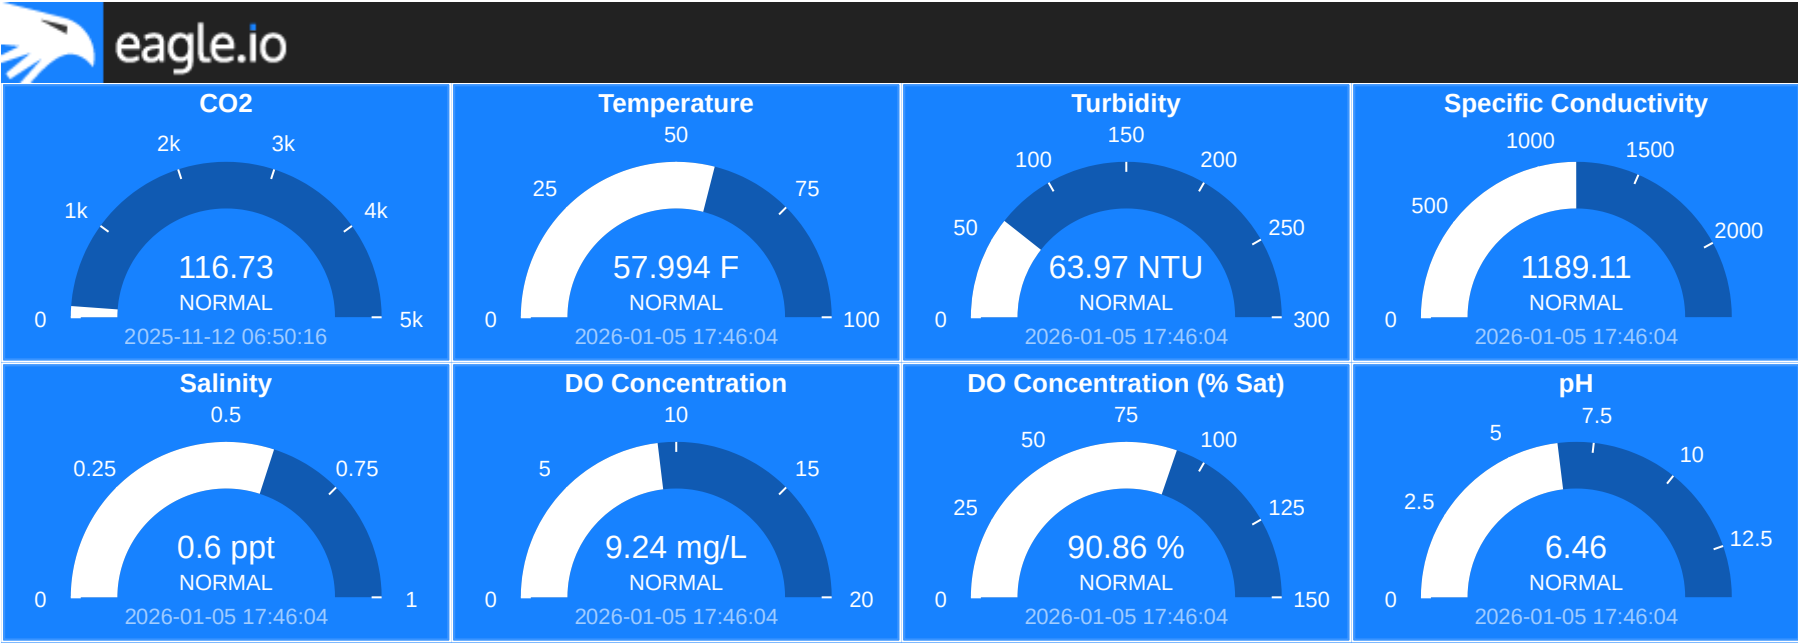 eagle.io
CO2
2k
3k
1k
4k
116.73
NORMAL
0
5k
2025-11-12 06:50:16
Temperature
50
25
75
57.994 F
NORMAL
0
100
2026-01-05 17:46:04
Turbidity
150
100
200
50
250
63.97 NTU
NORMAL
0
300
2026-01-05 17:46:04
Specific Conductivity
1000
1500
500
2000
1189.11
NORMAL
0
2026-01-05 17:46:04
Salinity
0.5
0.25
0.75
0.6 ppt
NORMAL
0
1
2026-01-05 17:46:04
DO Concentration
10
5
15
9.24 mg/L
NORMAL
0
20
2026-01-05 17:46:04
DO Concentration (% Sat)
75
50
100
25
125
90.86 %
NORMAL
0
150
2026-01-05 17:46:04
pH
7.5
5
10
2.5
12.5
6.46
NORMAL
0
2026-01-05 17:46:04